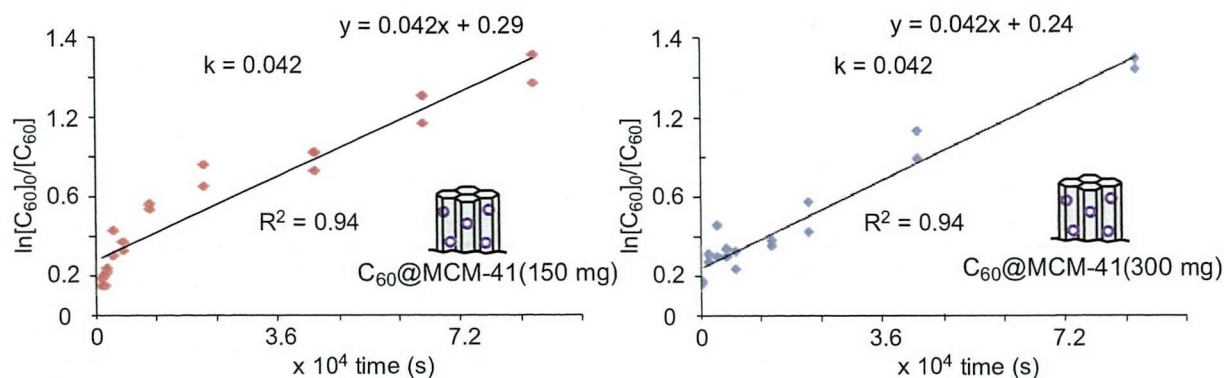 y = 0.042x + 0.29
1.4
k = 0.042
1.2
ln[C₆₀]₀/[C₆₀]
0.6
R² = 0.94
0.2
C₆₀@MCM-41(150 mg)
0
0 3.6 7.2
x 10⁴ time (s)
y = 0.042x + 0.24
1.4
k = 0.042
1.2
ln[C₆₀]₀/[C₆₀]
0.6
R² = 0.94
0.2
C₆₀@MCM-41(300 mg)
0
0 3.6 7.2
x 10⁴ time (s)